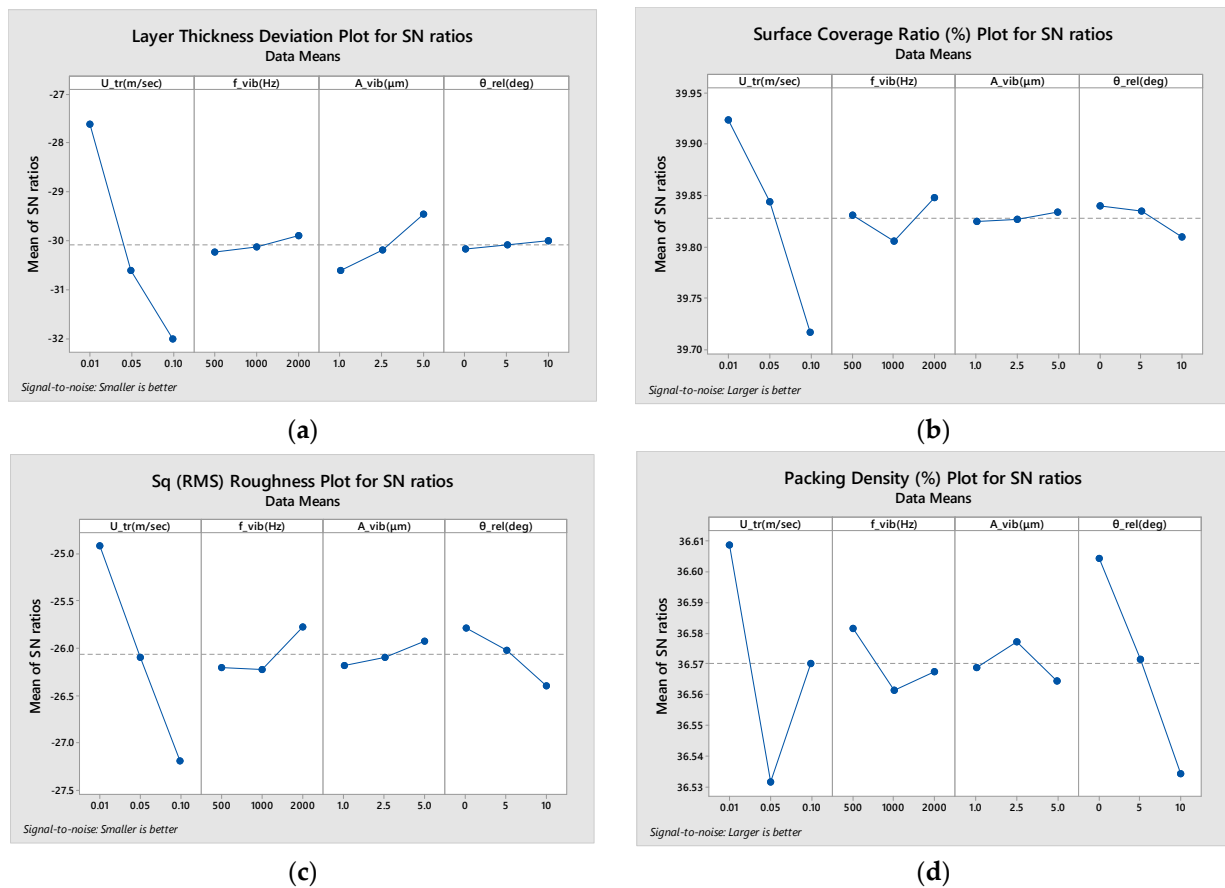 Layer Thickness Deviation Plot for SN ratios
Data Means
U_tr(m/sec) f_vib(Hz) A_vib(µm) θ_rel(deg)
Mean of SN ratios
-27
-28
-29
-30
-31
-32
0.01 0.05 0.10 500 1000 2000 1.0 2.5 5.0 0 5 10
Signal-to-noise: Smaller is better
(a)
Surface Coverage Ratio (%) Plot for SN ratios
Data Means
U_tr(m/sec) f_vib(Hz) A_vib(µm) θ_rel(deg)
Mean of SN ratios
39.95
39.90
39.85
39.80
39.75
39.70
0.01 0.05 0.10 500 1000 2000 1.0 2.5 5.0 0 5 10
Signal-to-noise: Larger is better
(b)
Sq (RMS) Roughness Plot for SN ratios
Data Means
U_tr(m/sec) f_vib(Hz) A_vib(µm) θ_rel(deg)
Mean of SN ratios
-25.0
-25.5
-26.0
-26.5
-27.0
-27.5
0.01 0.05 0.10 500 1000 2000 1.0 2.5 5.0 0 5 10
Signal-to-noise: Smaller is better
(c)
Packing Density (%) Plot for SN ratios
Data Means
U_tr(m/sec) f_vib(Hz) A_vib(µm) θ_rel(deg)
Mean of SN ratios
36.61
36.60
36.59
36.58
36.57
36.56
36.55
36.54
36.53
0.01 0.05 0.10 500 1000 2000 1.0 2.5 5.0 0 5 10
Signal-to-noise: Larger is better
(d)